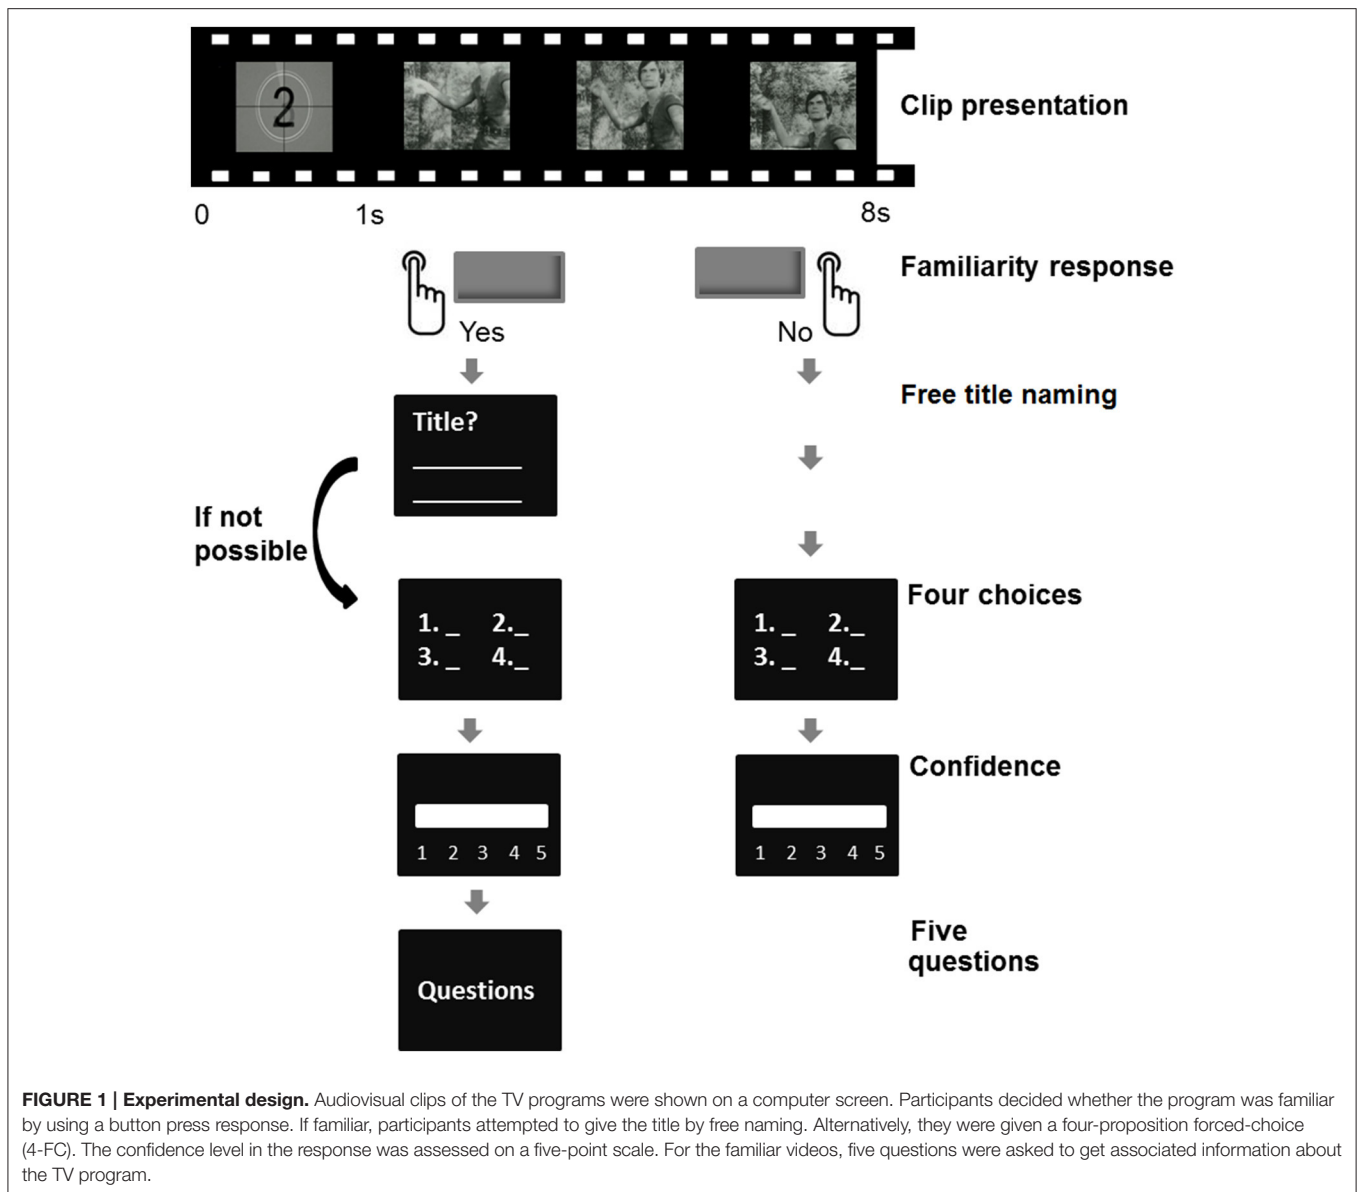 2
Clip presentation
0 1s 8s
Familiarity response
Yes No
Free title naming
Title?
If not
possible
Four choices
1. _ 2._ 1. _ 2._
3. _ 4._ 3. _ 4._
Confidence
1 2 3 4 5 1 2 3 4 5
Five
questions
Questions
FIGURE 1 | Experimental design. Audiovisual clips of the TV programs were shown on a computer screen. Participants decided whether the program was familiar
by using a button press response. If familiar, participants attempted to give the title by free naming. Alternatively, they were given a four-proposition forced-choice
(4-FC). The confidence level in the response was assessed on a five-point scale. For the familiar videos, five questions were asked to get associated information about
the TV program.